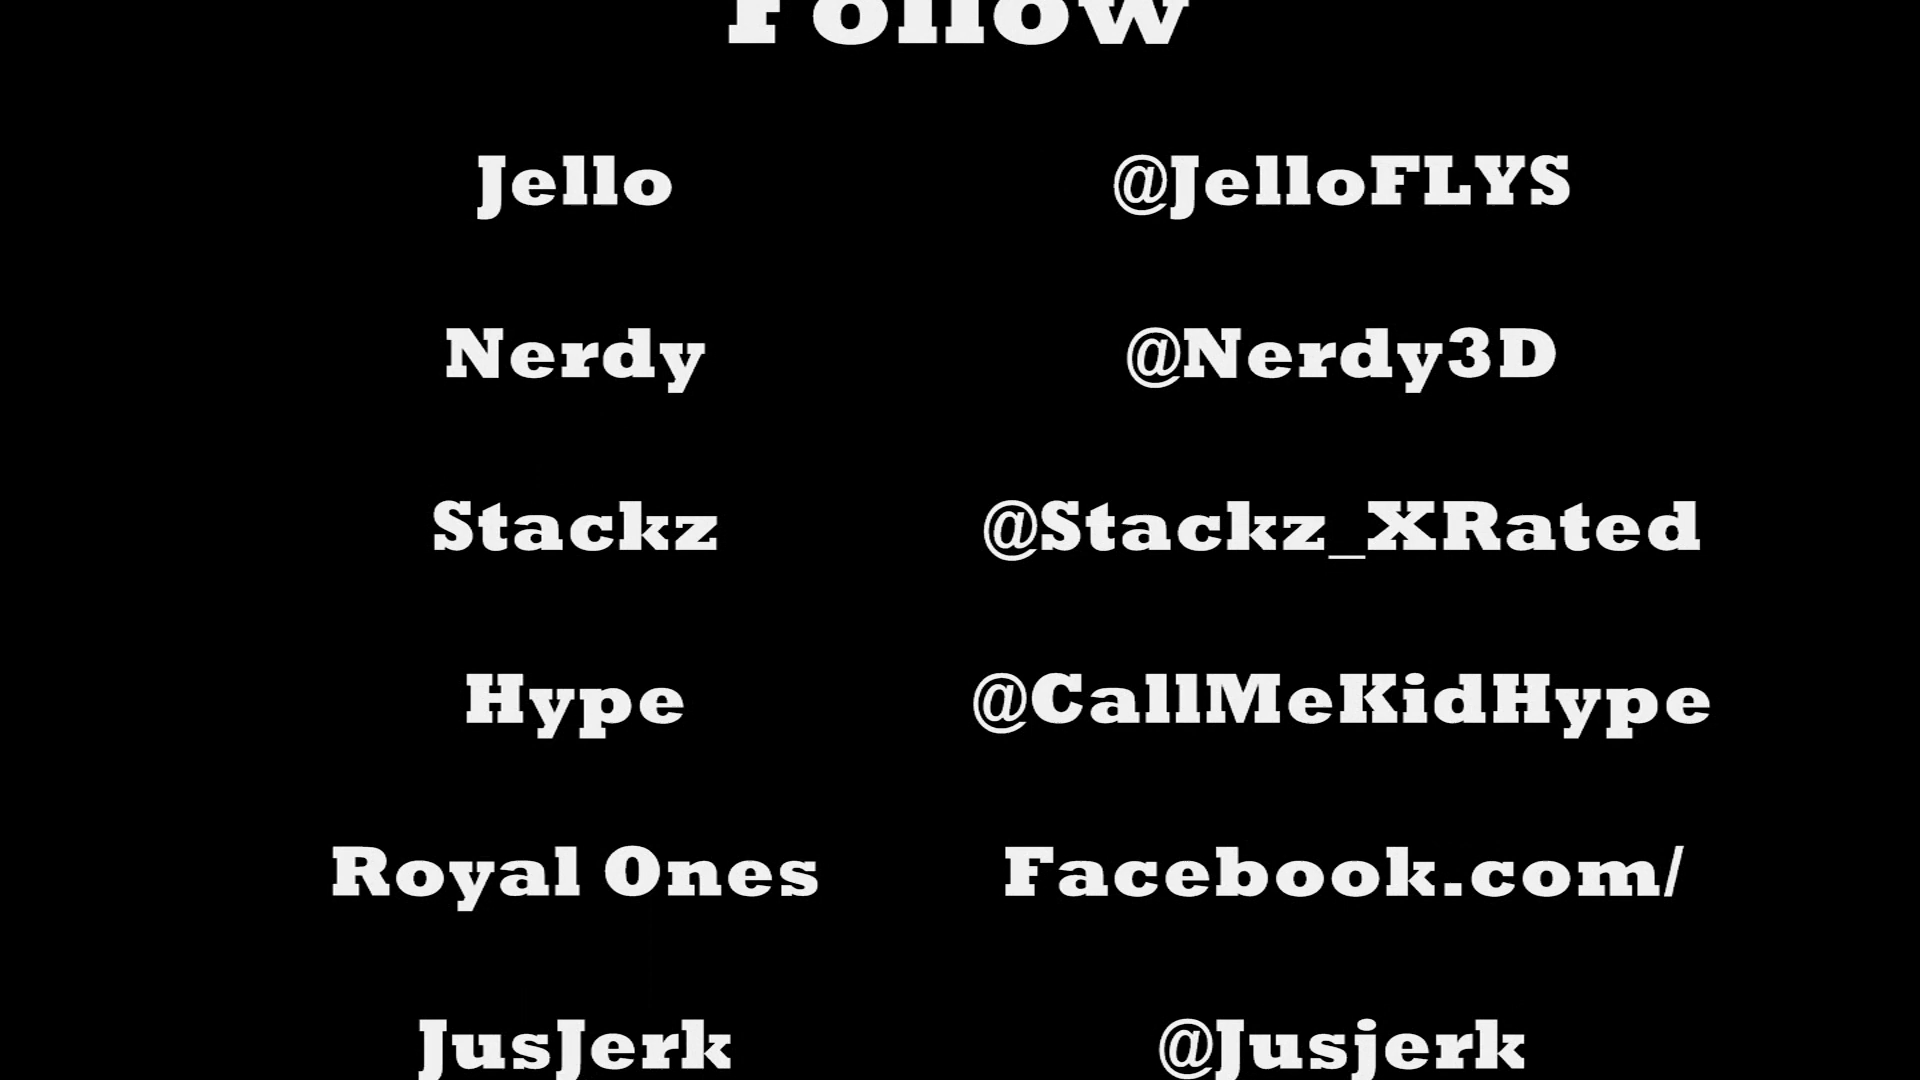 Follow
Jello @JelloFLYS
Nerdy @Nerdy3D
Stackz @Stackz_XRated
Hype @CallMeKidHype
Royal Ones Facebook.com/
JusJerk @Jusjerk